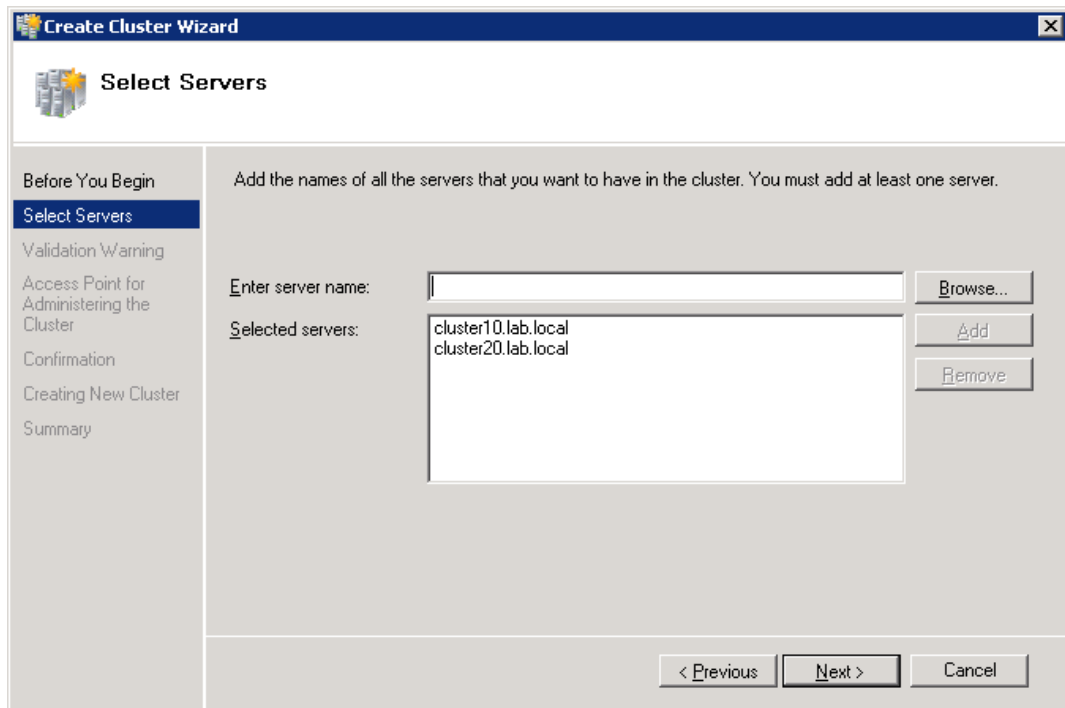 Create Cluster Wizard
Select Servers
Before You Begin
Select Servers
Validation Warning
Access Point for
Administering the
Cluster
Confirmation
Creating New Cluster
Summary
Add the names of all the servers that you want to have in the cluster. You must add at least one server.
Enter server name:
Browse...
Selected servers:
cluster10.lab.local
cluster20.lab.local
Add
Remove
< Previous
Next >
Cancel